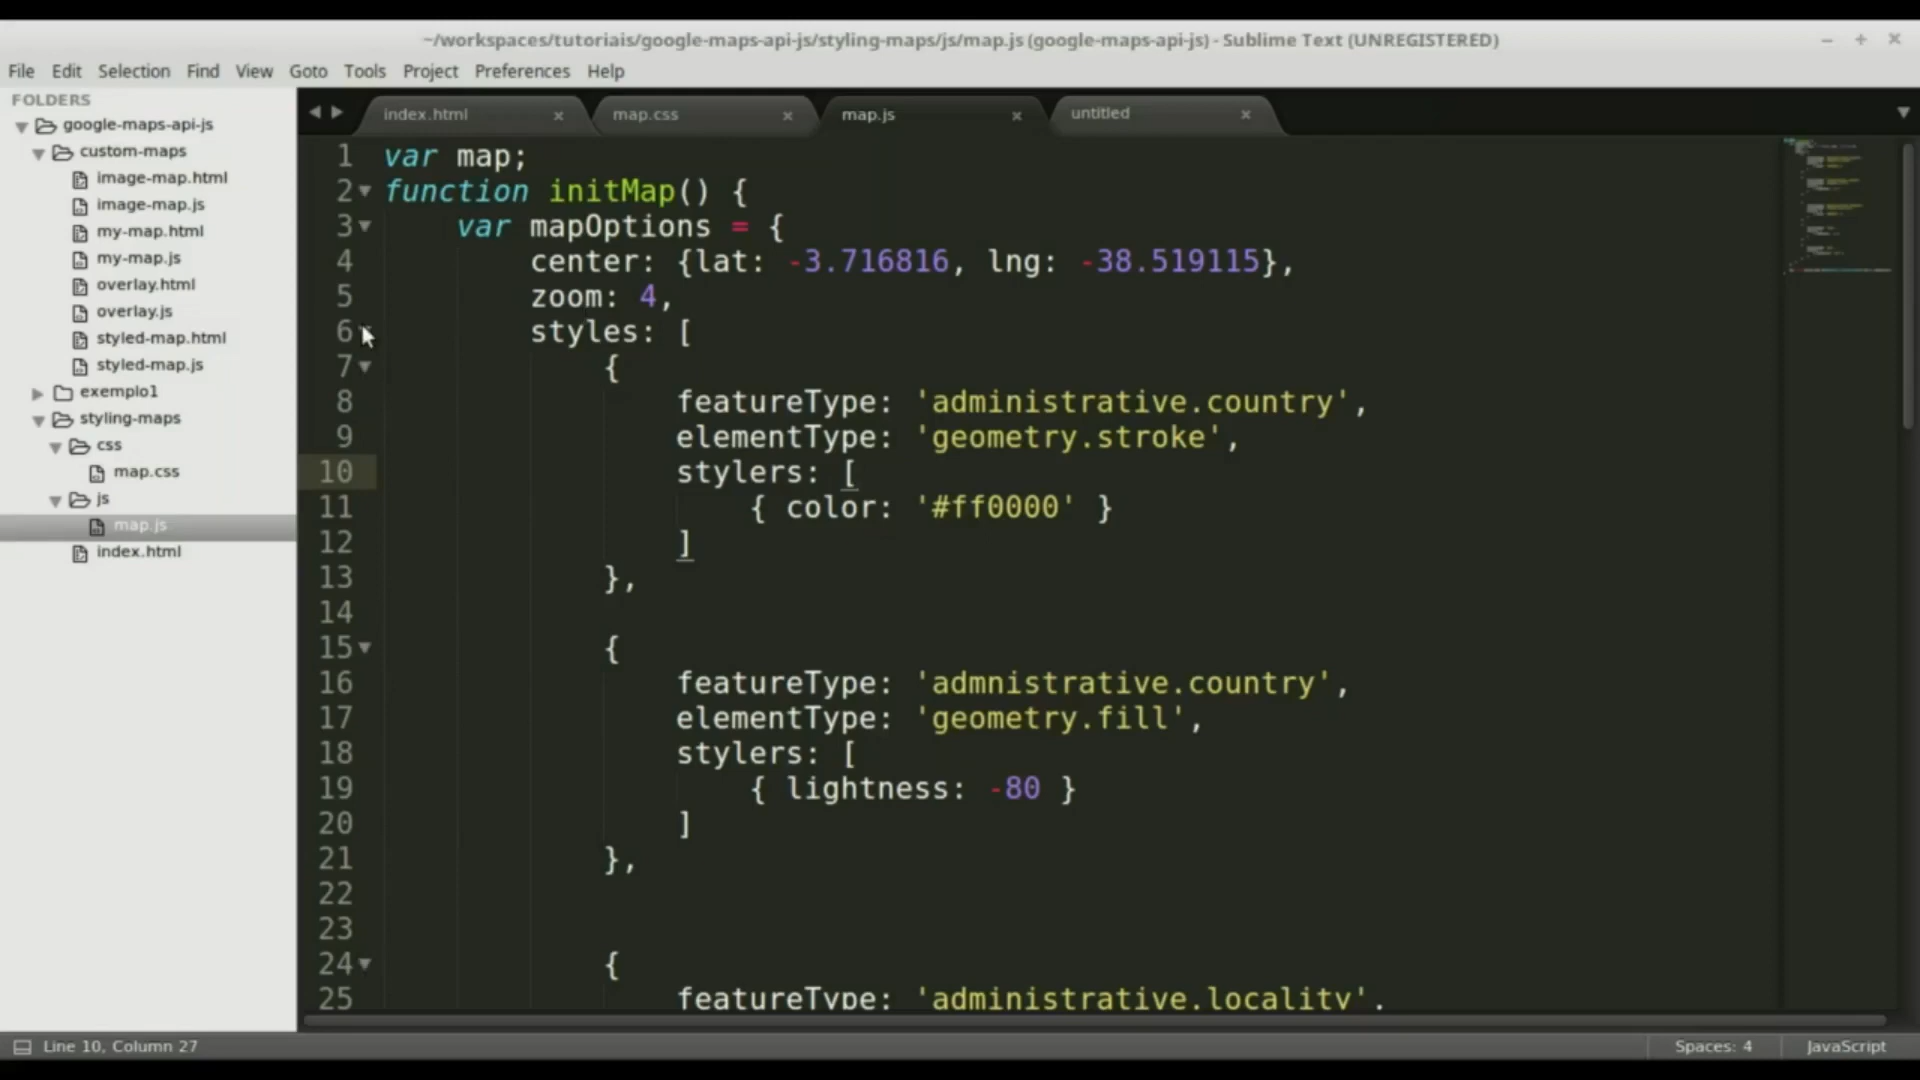 ~/workspaces/tutoriais/google-maps-api-js/styling-maps/js/map.js (google-maps-api-js) - Sublime Text (UNREGISTERED)
File Edit Selection Find View Goto Tools Project Preferences Help
FOLDERS
google-maps-api-js
custom-maps
image-map.html
image-map.js
my-map.html
my-map.js
overlay.html
overlay.js
styled-map.html
styled-map.js
exemplo1
styling-maps
css
map.css
js
map.js
index.html
index.html map.css map.js untitled
1 var map;
2 function initMap() {
3 var mapOptions = {
4 center: {lat: -3.716816, lng: -38.519115},
5 zoom: 4,
6 styles: [
7 {
8 featureType: 'administrative.country',
9 elementType: 'geometry.stroke',
10 stylers: [
11 { color: '#ff0000' }
12 ]
13 },
14
15 {
16 featureType: 'admnistrative.country',
17 elementType: 'geometry.fill',
18 stylers: [
19 { lightness: -80 }
20 ]
21 },
22
23
24 {
25 featureType: 'administrative.locality',
Line 10, Column 27
Spaces: 4
JavaScript